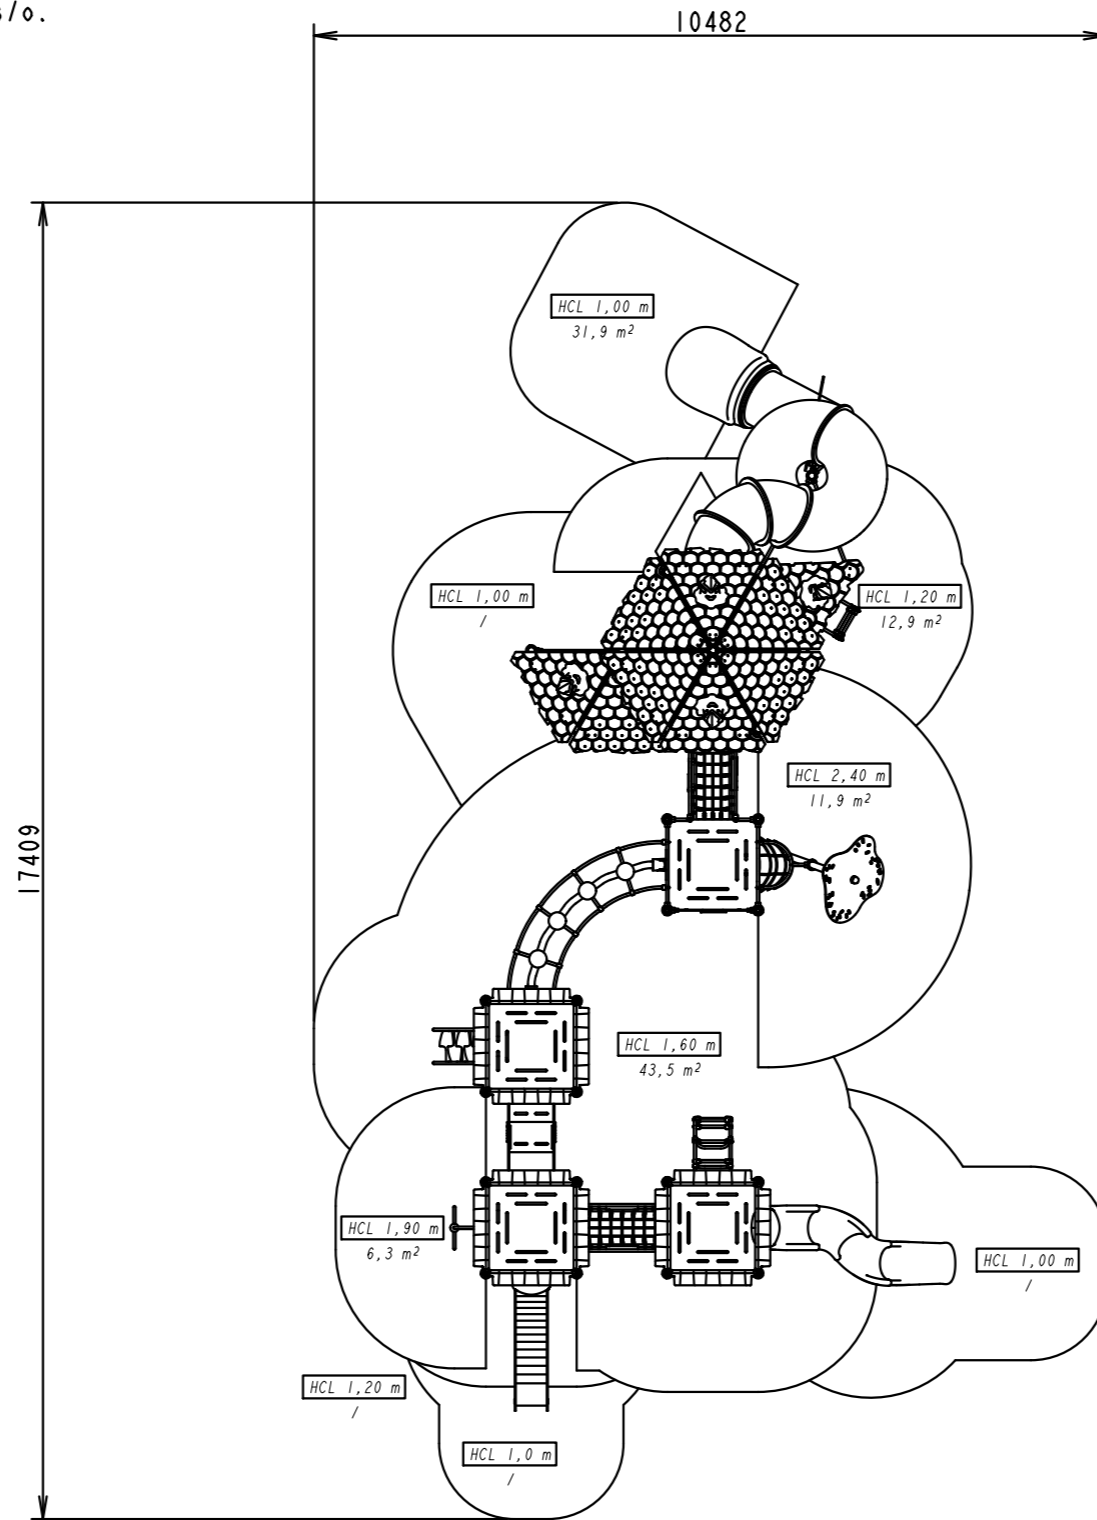 /o.
10482
HCL 1,00 m
31,9 m²
HCL 1,00 m
/
HCL 1,20 m
12,9 m²
HCL 2,40 m
11,9 m²
17409
HCL 1,60 m
43,5 m²
HCL 1,90 m
6,3 m²
HCL 1,00 m
/
HCL 1,20 m
/
HCL 1,0 m
/